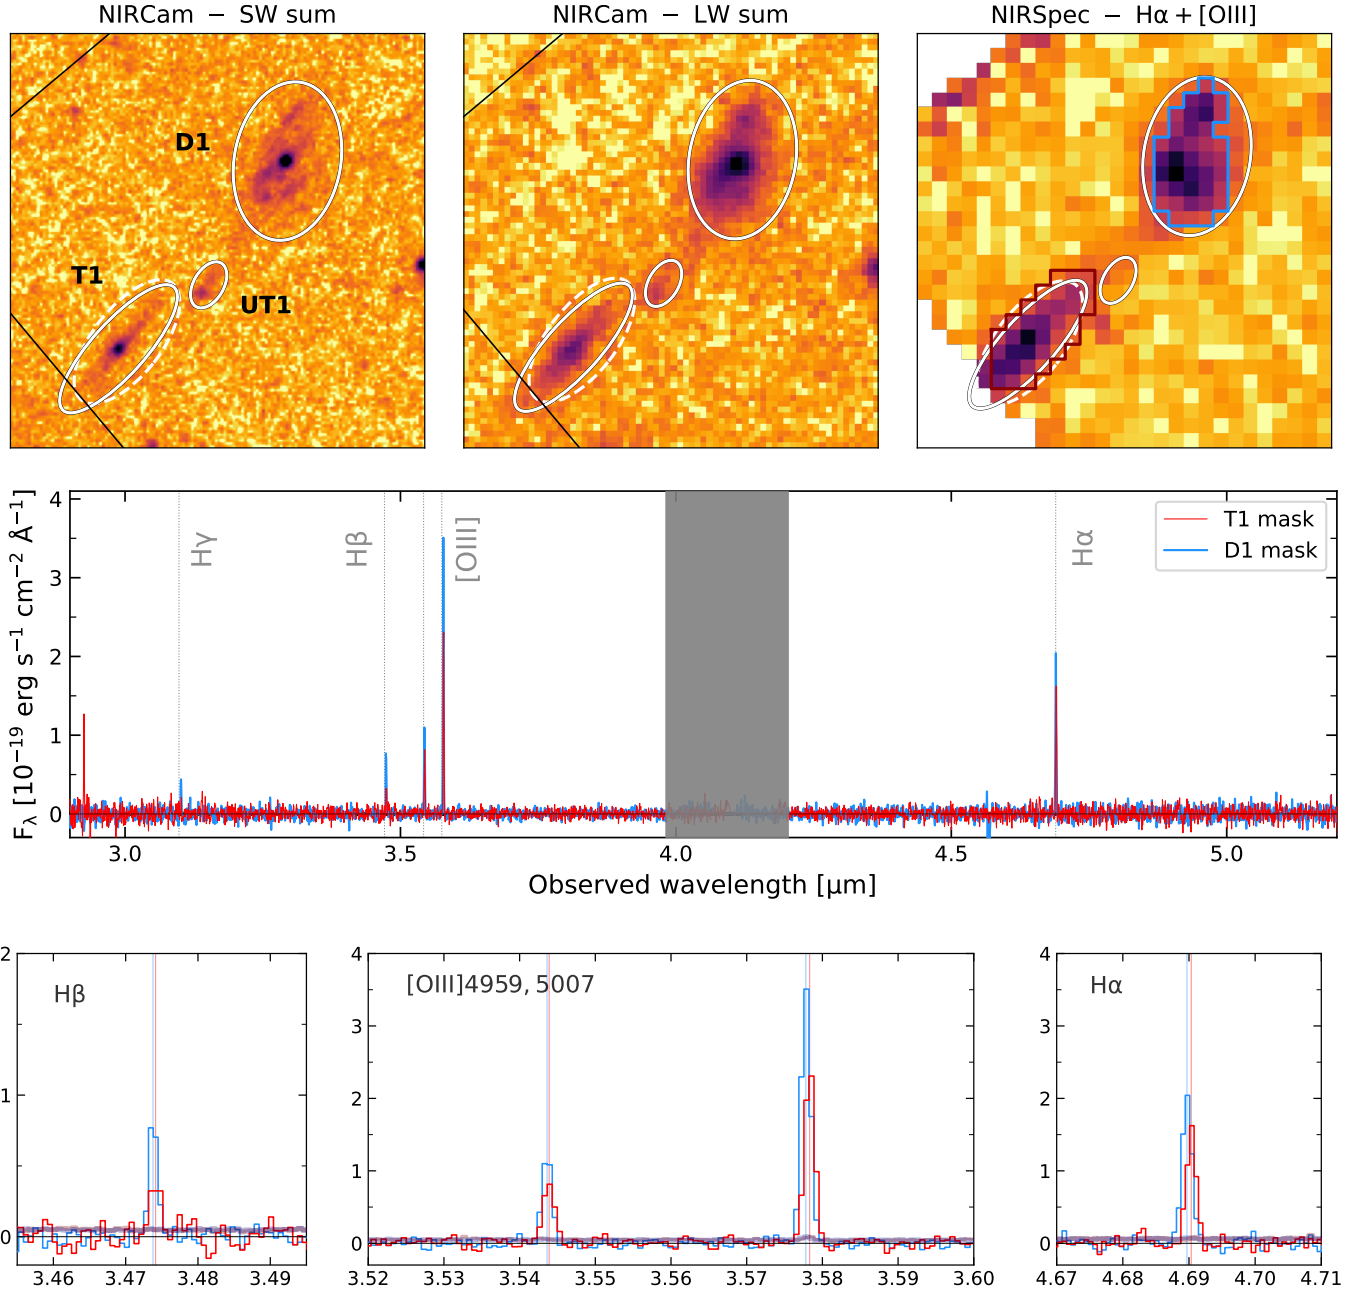 NIRCam − SW sum
NIRCam − LW sum
NIRSpec − Hα + [OIII]
D1
T1
UT1
4
3
2
1
0
F_λ [10⁻¹⁹ erg s⁻¹ cm⁻² Å⁻¹]
Hγ
Hβ
[OIII]
Hα
T1 mask
D1 mask
3.0 3.5 4.0 4.5 5.0
Observed wavelength [μm]
2
1
0
Hβ
3.46 3.47 3.48 3.49
4
3
2
1
0
[OIII]4959, 5007
3.52 3.53 3.54 3.55 3.56 3.57 3.58 3.59 3.60
4
3
2
1
0
Hα
4.67 4.68 4.69 4.70 4.71